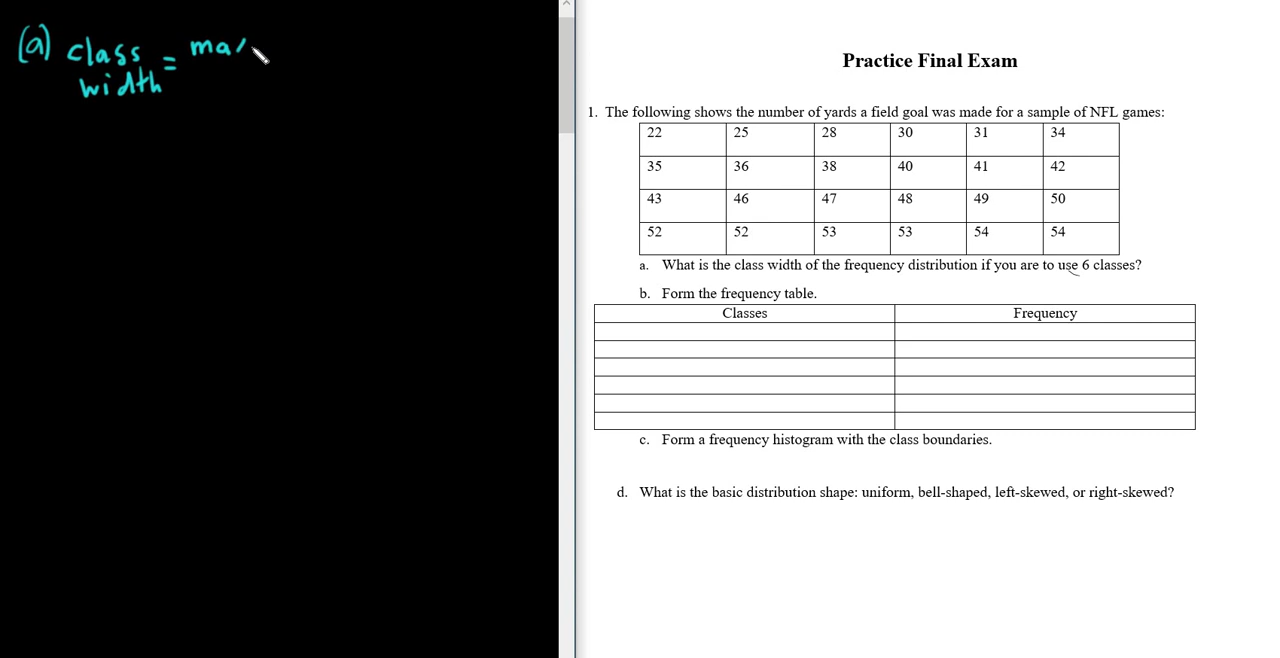 (a) class width = ma
Practice Final Exam
1. The following shows the number of yards a field goal was made for a sample of NFL games:
22 25 28 30 31 34
35 36 38 40 41 42
43 46 47 48 49 50
52 52 53 53 54 54
a. What is the class width of the frequency distribution if you are to use 6 classes?
b. Form the frequency table.
Classes Frequency
c. Form a frequency histogram with the class boundaries.
d. What is the basic distribution shape: uniform, bell-shaped, left-skewed, or right-skewed?